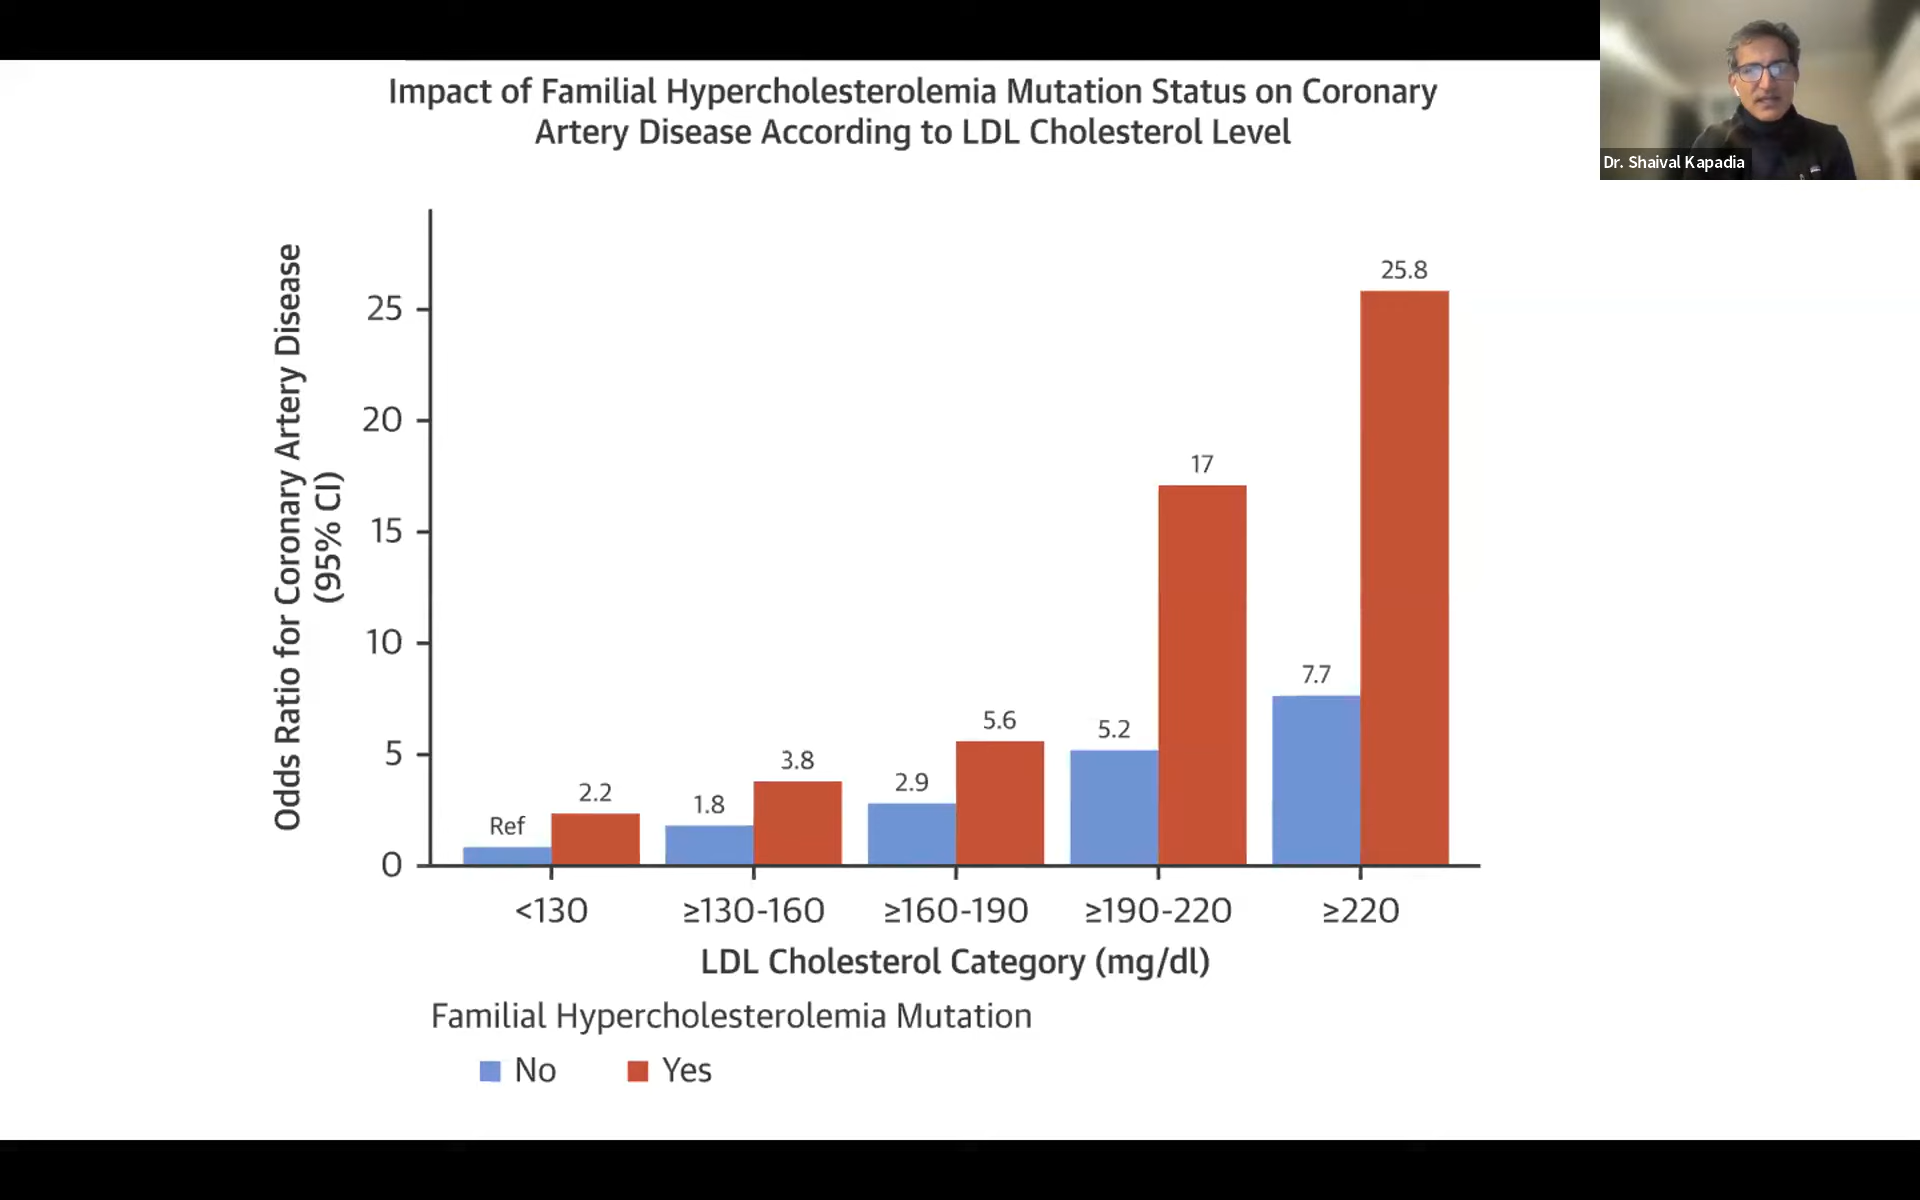 Impact of Familial Hypercholesterolemia Mutation Status on Coronary
Artery Disease According to LDL Cholesterol Level
Dr. Shaival Kapadia
Odds Ratio for Coronary Artery Disease
(95% CI)
25
20
15
10
5
0
Ref
2.2
1.8
3.8
2.9
5.6
5.2
17
7.7
25.8
<130
≥130-160
≥160-190
≥190-220
≥220
LDL Cholesterol Category (mg/dl)
Familial Hypercholesterolemia Mutation
No
Yes